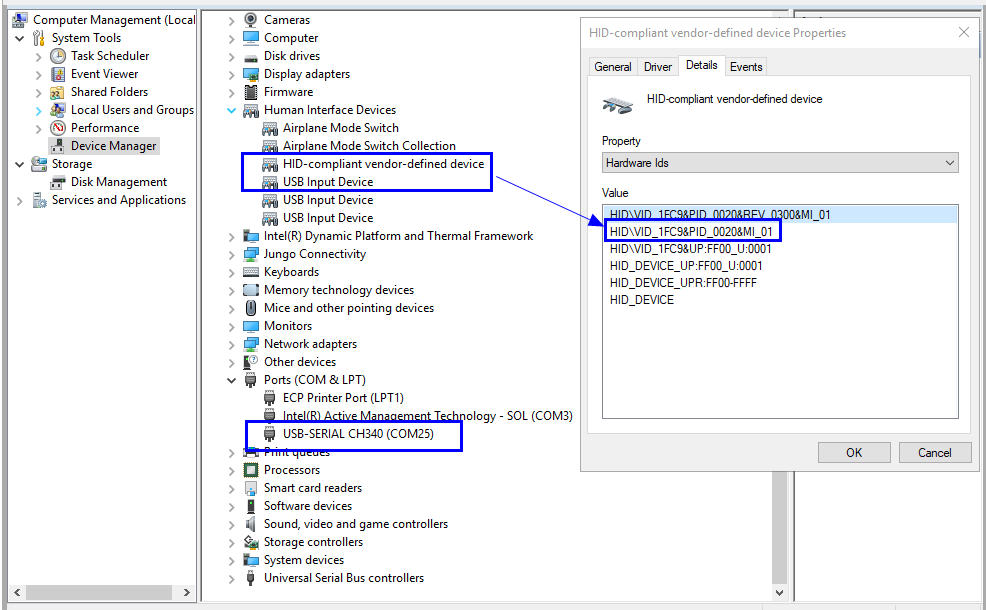 Computer Management (Local
System Tools
Task Scheduler
Event Viewer
Shared Folders
Local Users and Groups
Performance
Device Manager
Storage
Disk Management
Services and Applications
Cameras
Computer
Disk drives
Display adapters
Firmware
Human Interface Devices
Airplane Mode Switch
Airplane Mode Switch Collection
HID-compliant vendor-defined device
USB Input Device
USB Input Device
USB Input Device
Intel(R) Dynamic Platform and Thermal Framework
Jungo Connectivity
Keyboards
Memory technology devices
Mice and other pointing devices
Monitors
Network adapters
Other devices
Ports (COM & LPT)
ECP Printer Port (LPT1)
Intel(R) Active Management Technology - SOL (COM3)
USB-SERIAL CH340 (COM25)
Print queues
Processors
Smart card readers
Software devices
Sound, video and game controllers
Storage controllers
System devices
Universal Serial Bus controllers
HID-compliant vendor-defined device Properties
General Driver Details Events
HID-compliant vendor-defined device
Property
Hardware Ids
Value
HID\VID_1FC9&PID_0020&REV_0300&MI_01
HID\VID_1FC9&PID_0020&MI_01
HID\VID_1FC9&UP:FF00_U:0001
HID_DEVICE_UP:FF00_U:0001
HID_DEVICE_UPR:FF00-FFFF
HID_DEVICE
OK Cancel